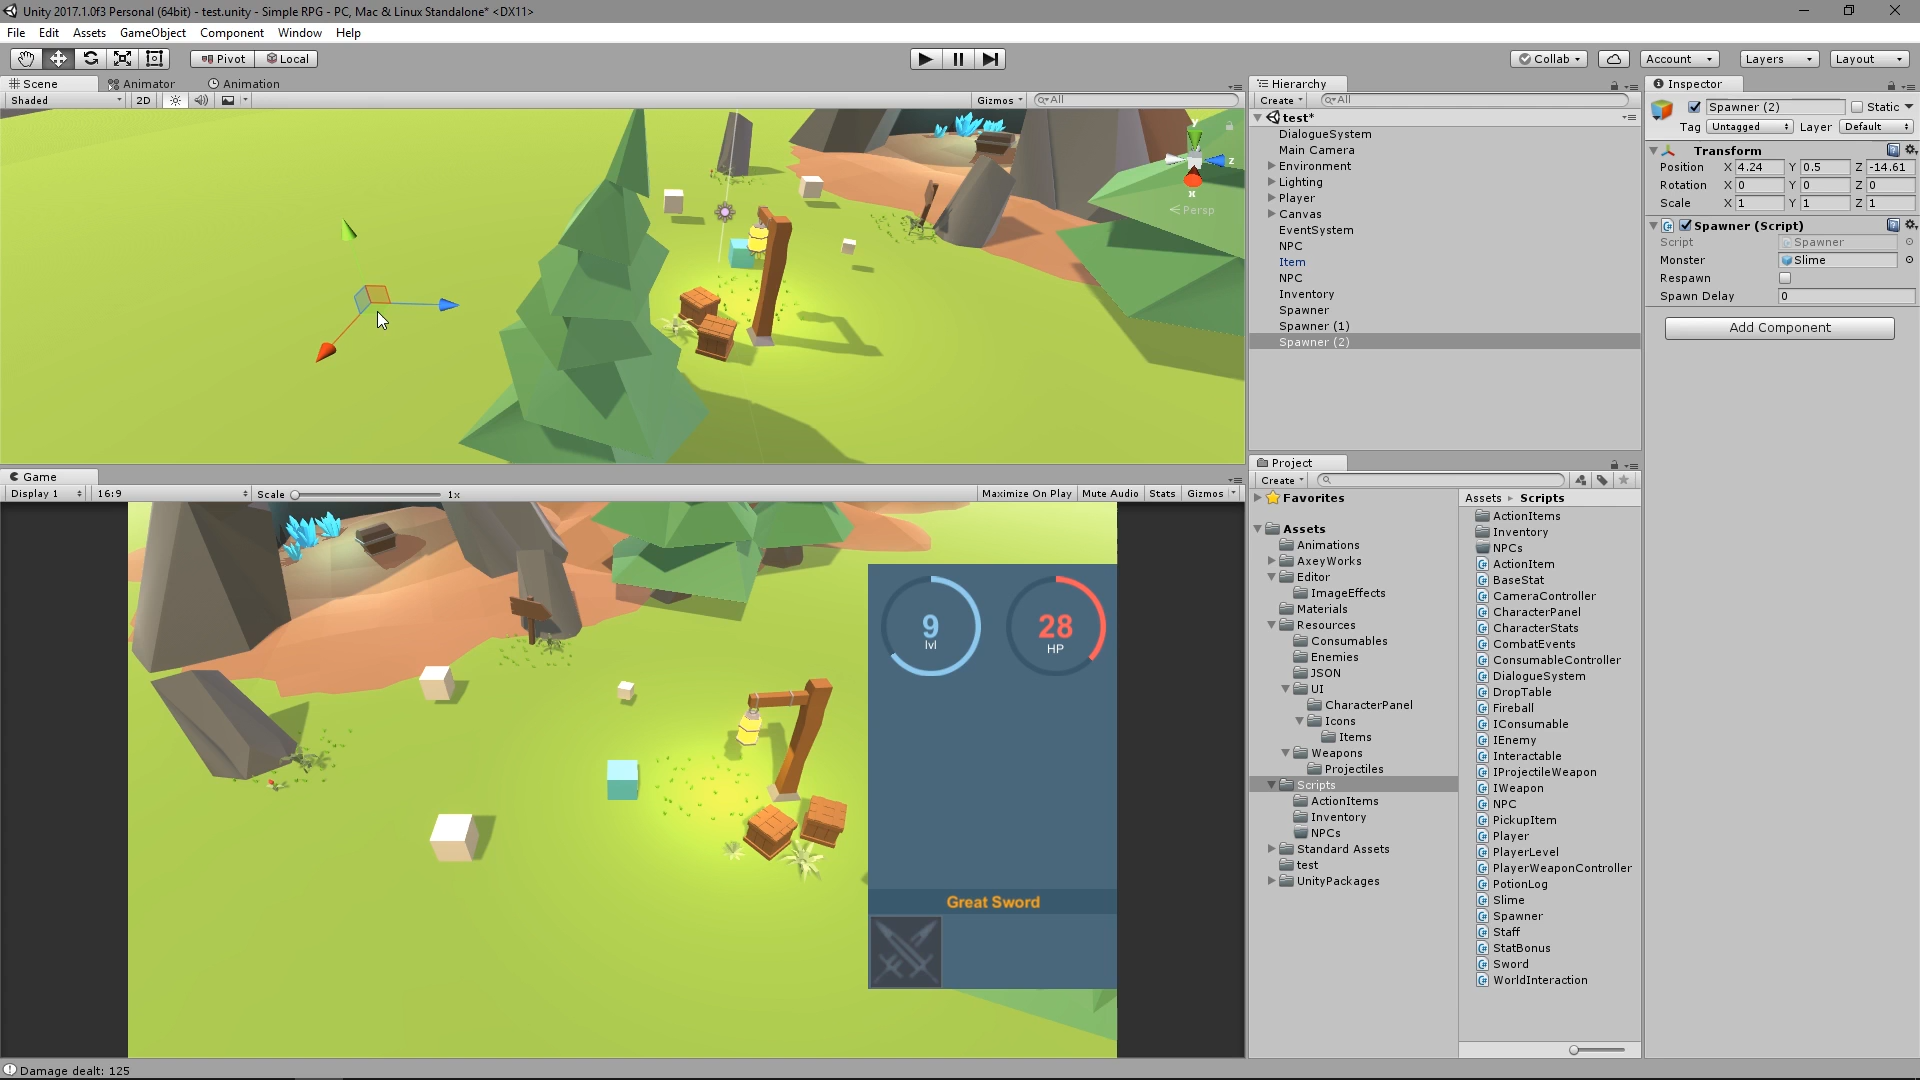 Unity 2017.1.0f3 Personal (64bit) - test.unity - Simple RPG - PC, Mac & Linux Standalone* <DX11>
File Edit Assets GameObject Component Window Help
Pivot Local Collab Account Layers Layout
Scene Animator Animation
Shaded 2D Gizmos All
y z x
Persp
Game
Display 1 16:9 Scale 1x Maximize On Play Mute Audio Stats Gizmos
9
lvl
28
HP
Great Sword
Hierarchy
Create All
test*
DialogueSystem
Main Camera
Environment
Lighting
Player
Canvas
EventSystem
NPC
Item
NPC
Inventory
Spawner
Spawner (1)
Spawner (2)
Project
Create
Favorites
Assets
Animations
AxeyWorks
Editor
ImageEffects
Materials
Resources
Consumables
Enemies
JSON
UI
CharacterPanel
Icons
Items
Weapons
Projectiles
Scripts
ActionItems
Inventory
NPCs
Standard Assets
test
UnityPackages
Assets Scripts
ActionItems
Inventory
NPCs
ActionItem
BaseStat
CameraController
CharacterPanel
CharacterStats
CombatEvents
ConsumableController
DialogueSystem
DropTable
Fireball
IConsumable
IEnemy
Interactable
IProjectileWeapon
IWeapon
NPC
PickupItem
Player
PlayerLevel
PlayerWeaponController
PotionLog
Slime
Spawner
Staff
StatBonus
Sword
WorldInteraction
Inspector
Spawner (2) Static
Tag Untagged Layer Default
Transform
Position X 4.24 Y 0.5 Z -14.61
Rotation X 0 Y 0 Z 0
Scale X 1 Y 1 Z 1
Spawner (Script)
Script Spawner
Monster Slime
Respawn
Spawn Delay 0
Add Component
Damage dealt: 125